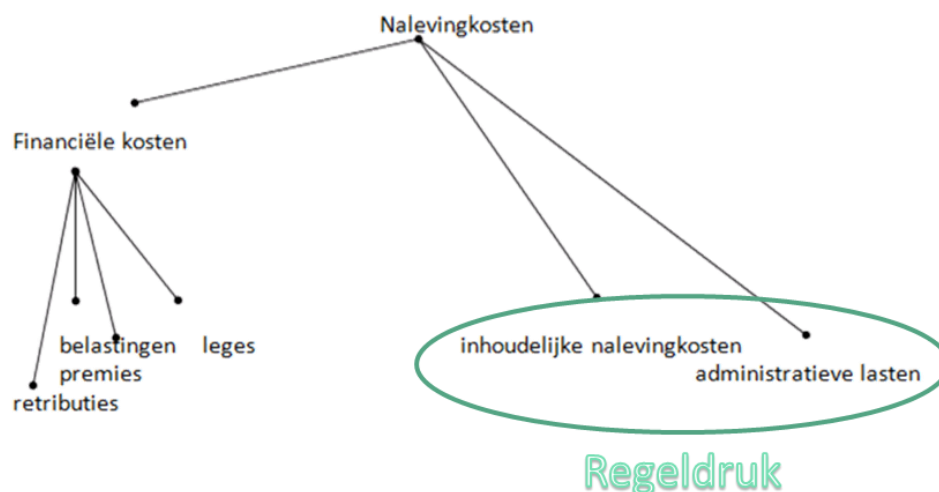 Nalevingkosten
Financiële kosten
belastingen leges
premies
retributies
inhoudelijke nalevingkosten
administratieve lasten
Regeldruk